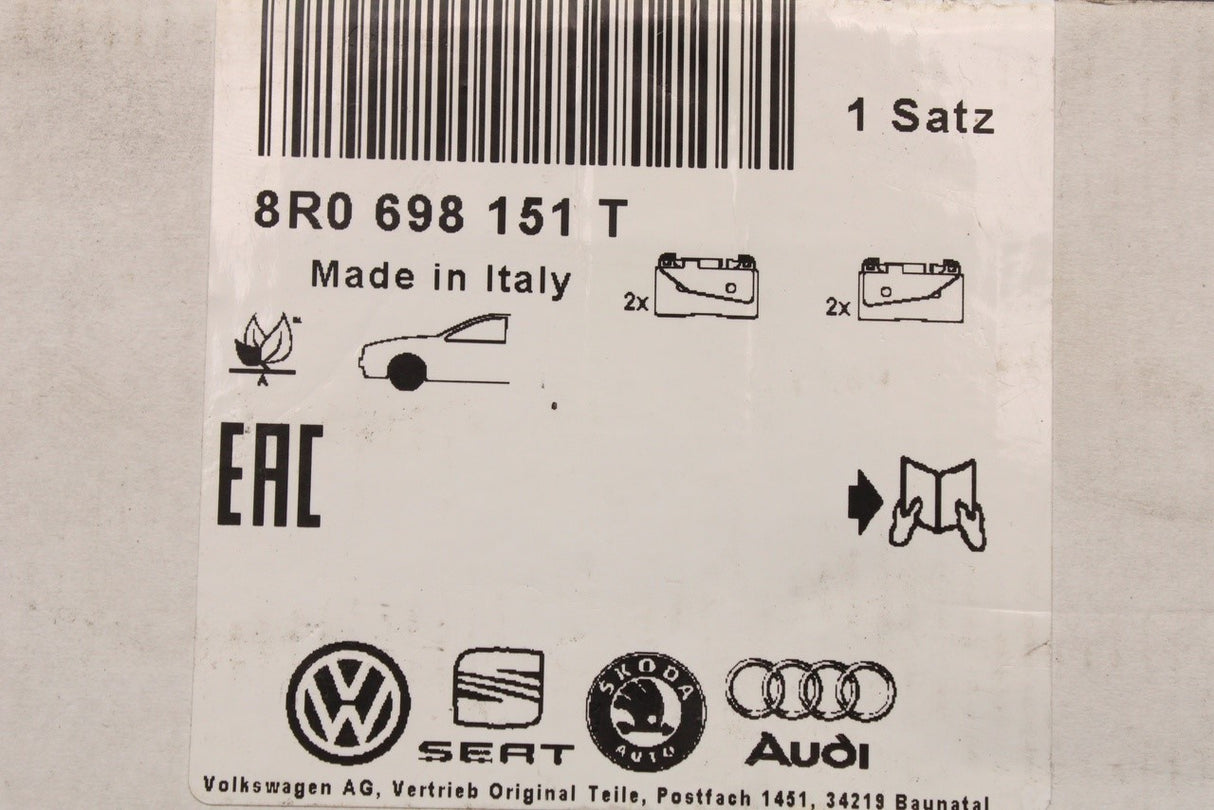 1 Satz
8R0 698 151 T
Made in Italy
2x
2x
EAC
SEAT
SKODA
AUTO
Audi
Volkswagen AG, Vertrieb Original Teile, Postfach 1451, 34219 Baunatal